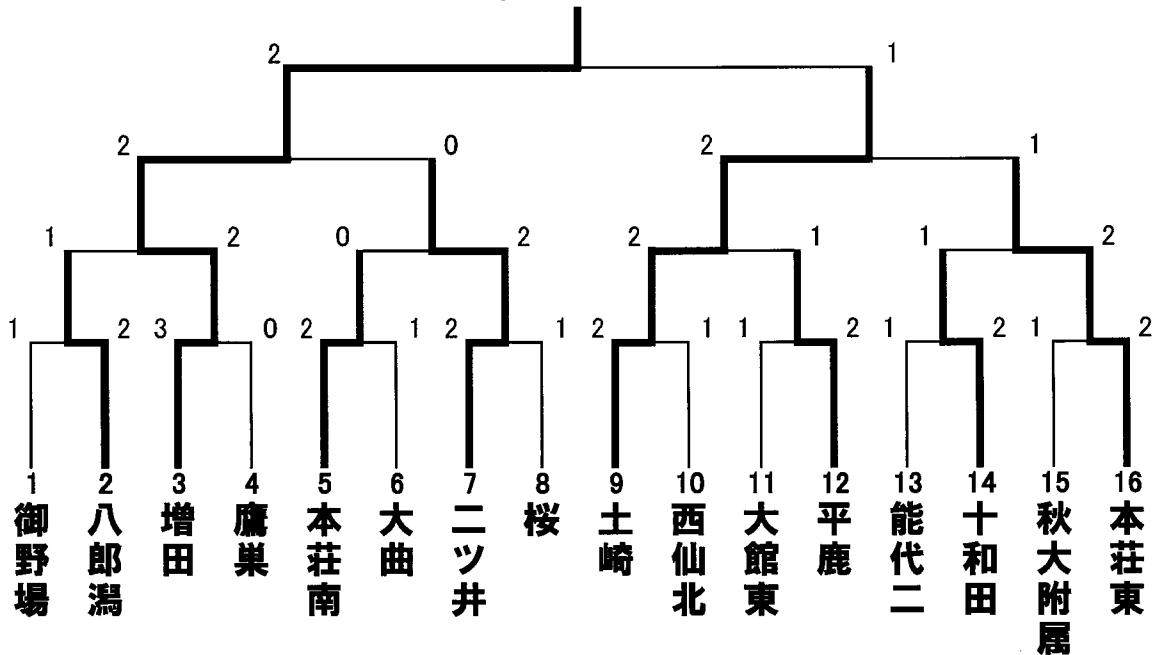 2 1
2 0 2 1
1 2 0 2 2 1 1 2
1 2 3 0 2 1 2 1 2 1 1 2 1 2 1 2
1 2 3 4 5 6 7 8 9 10 11 12 13 14 15 16
御野場
八郎潟
増田
鷹巣
本荘南
大曲
二ツ井
桜
土崎
西仙北
大館東
平鹿
能代二
十和田
秋大附属
本荘東